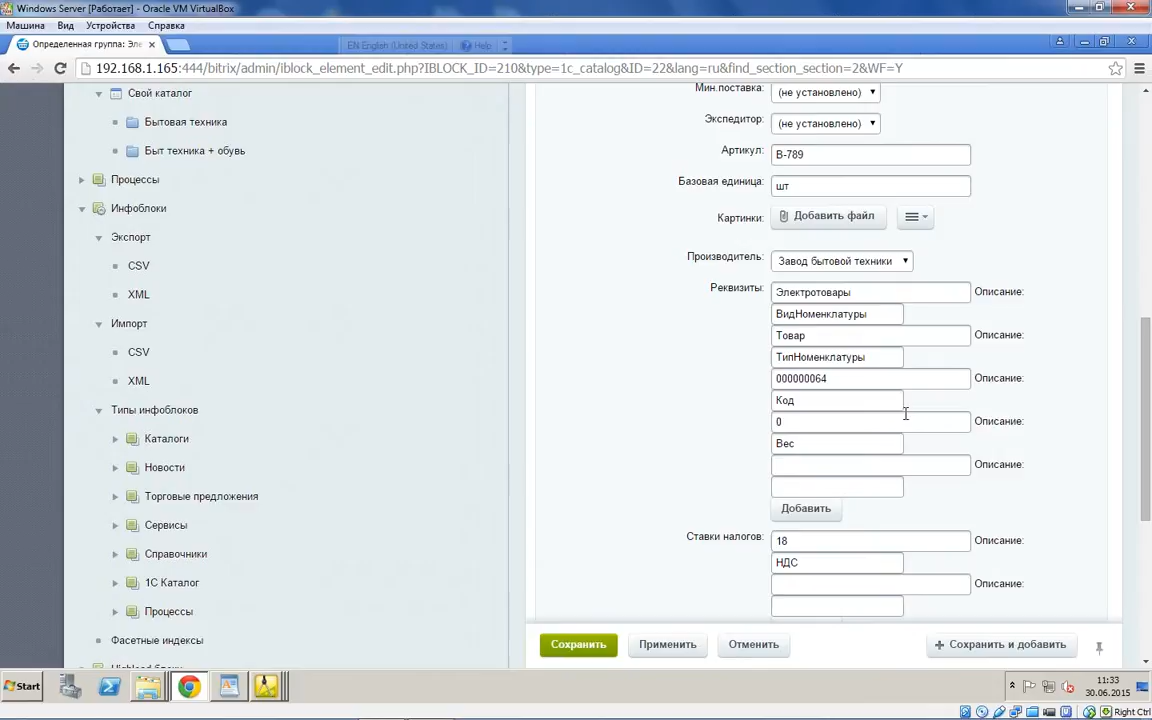 Windows Server [Работает] - Oracle VM VirtualBox
Машина Вид Устройства Справка
Определенная группа: Эле
EN English (United States) Help
192.168.1.165:444/bitrix/admin/iblock_element_edit.php?IBLOCK_ID=210&type=1c_catalog&ID=22&lang=ru&find_section_section=2&WF=Y
Свой каталог
Бытовая техника
Быт техника + обувь
Процессы
Инфоблоки
Экспорт
CSV
XML
Импорт
CSV
XML
Типы инфоблоков
Каталоги
Новости
Торговые предложения
Сервисы
Справочники
1С Каталог
Процессы
Фасетные индексы
Highload блоки
Мин.поставка: (не установлено)
Экспедитор: (не установлено)
Артикул: В-789
Базовая единица: шт
Картинки: Добавить файл
Производитель: Завод бытовой техники
Реквизиты: Электротовары Описание:
ВидНоменклатуры
Товар Описание:
ТипНоменклатуры
000000064 Описание:
Код
0 Описание:
Вес
Описание:
Добавить
Ставки налогов: 18 Описание:
НДС
Описание:
Сохранить Применить Отменить + Сохранить и добавить
Start
11:33
30.06.2015
Right Ctrl